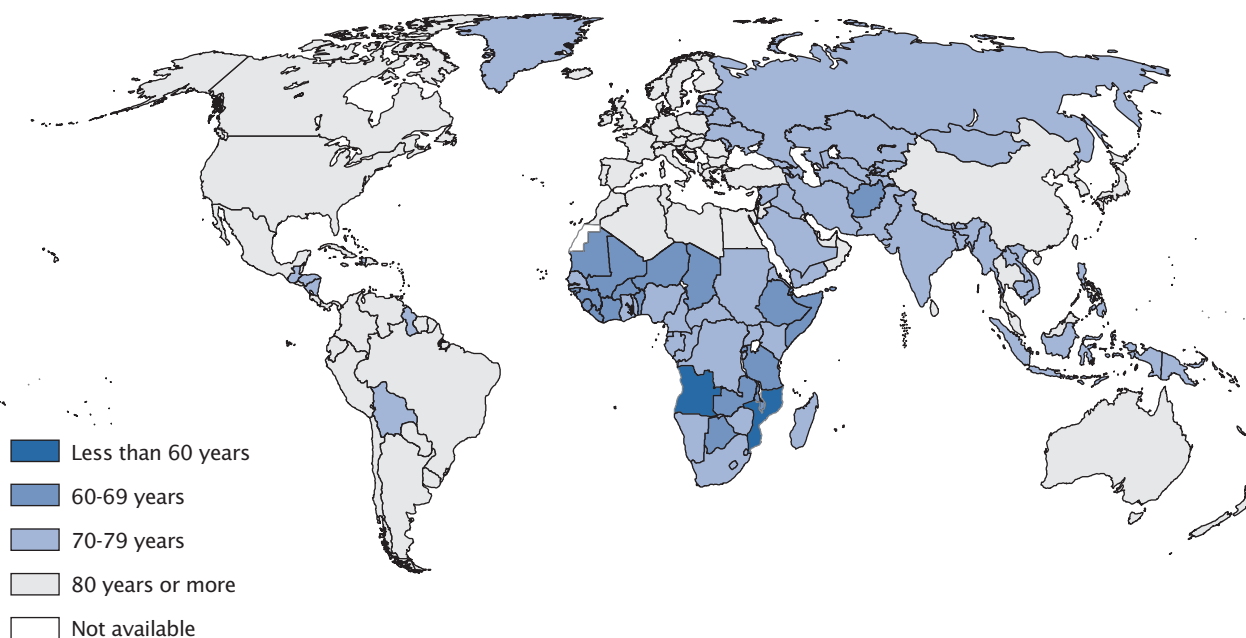 Less than 60 years
60-69 years
70-79 years
80 years or more
Not available